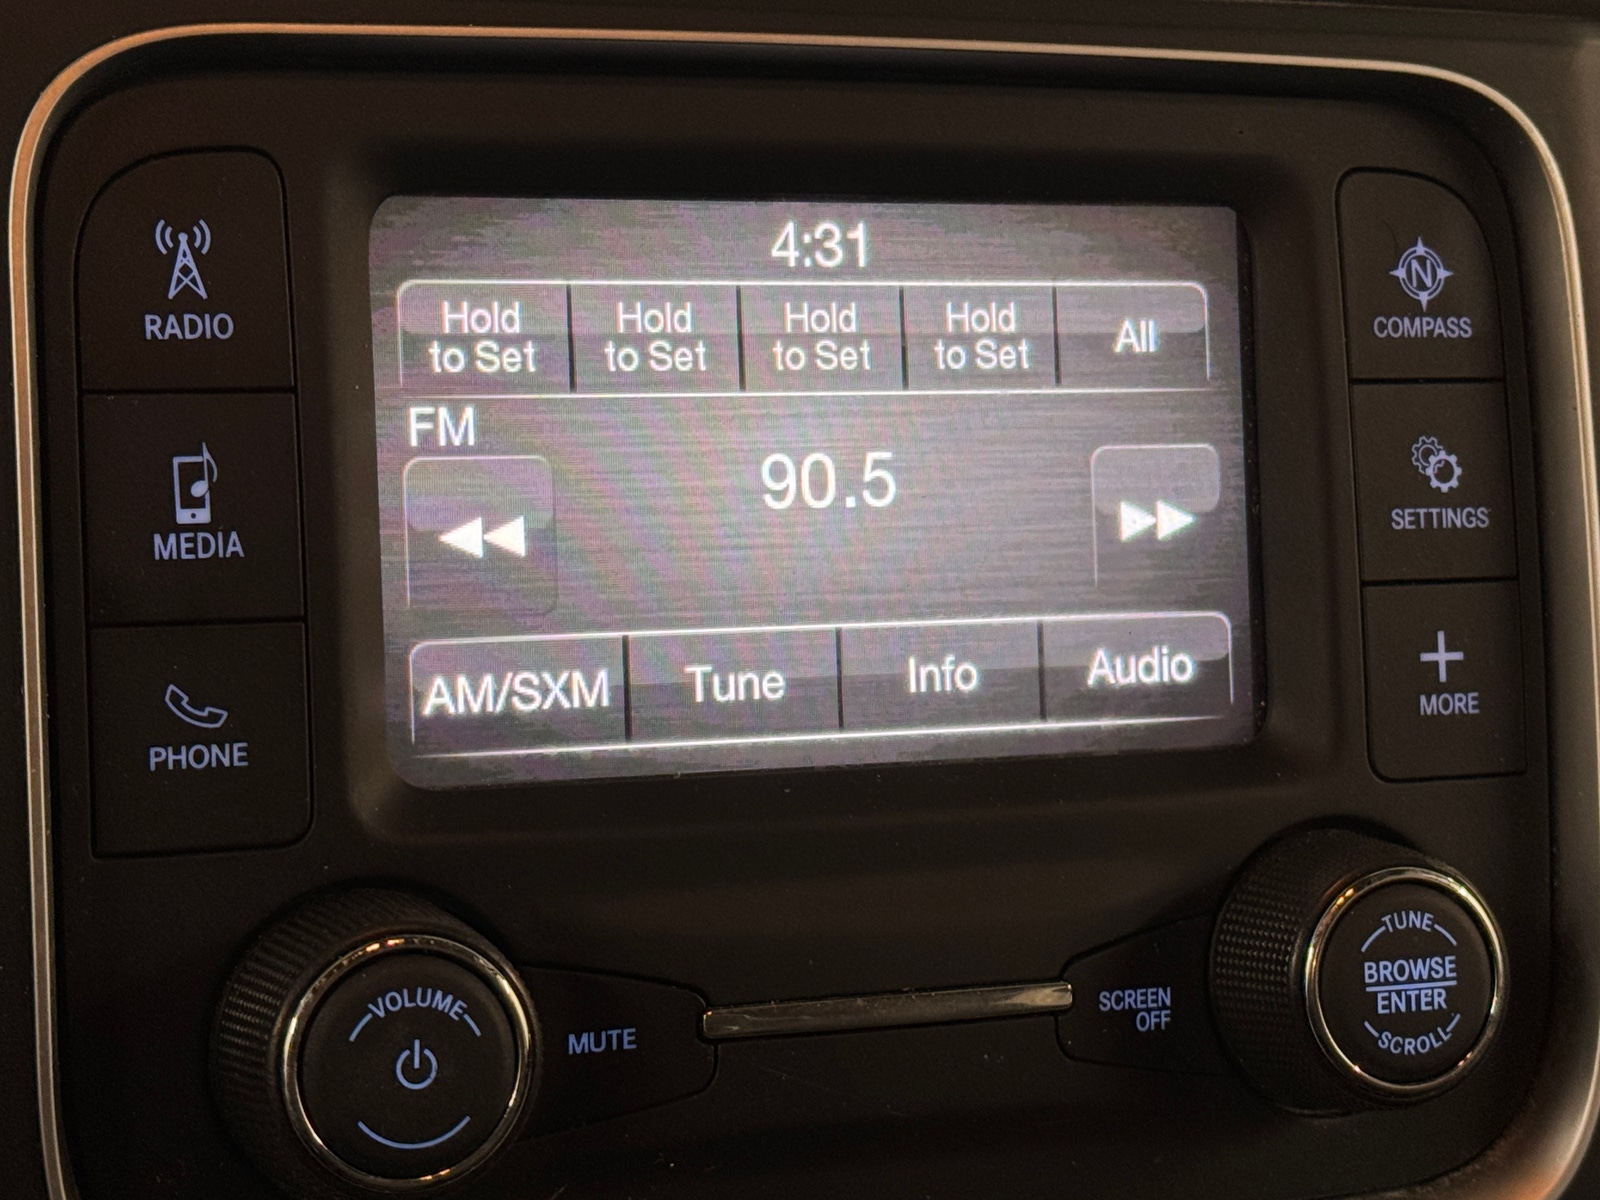 4:31
Hold
to Set
Hold
to Set
Hold
to Set
Hold
to Set
All
FM
90.5
AM/SXM
Tune
Info
Audio
RADIO
MEDIA
PHONE
N
COMPASS
SETTINGS
MORE
VOLUME
MUTE
SCREEN
OFF
TUNE
BROWSE
ENTER
SCROLL